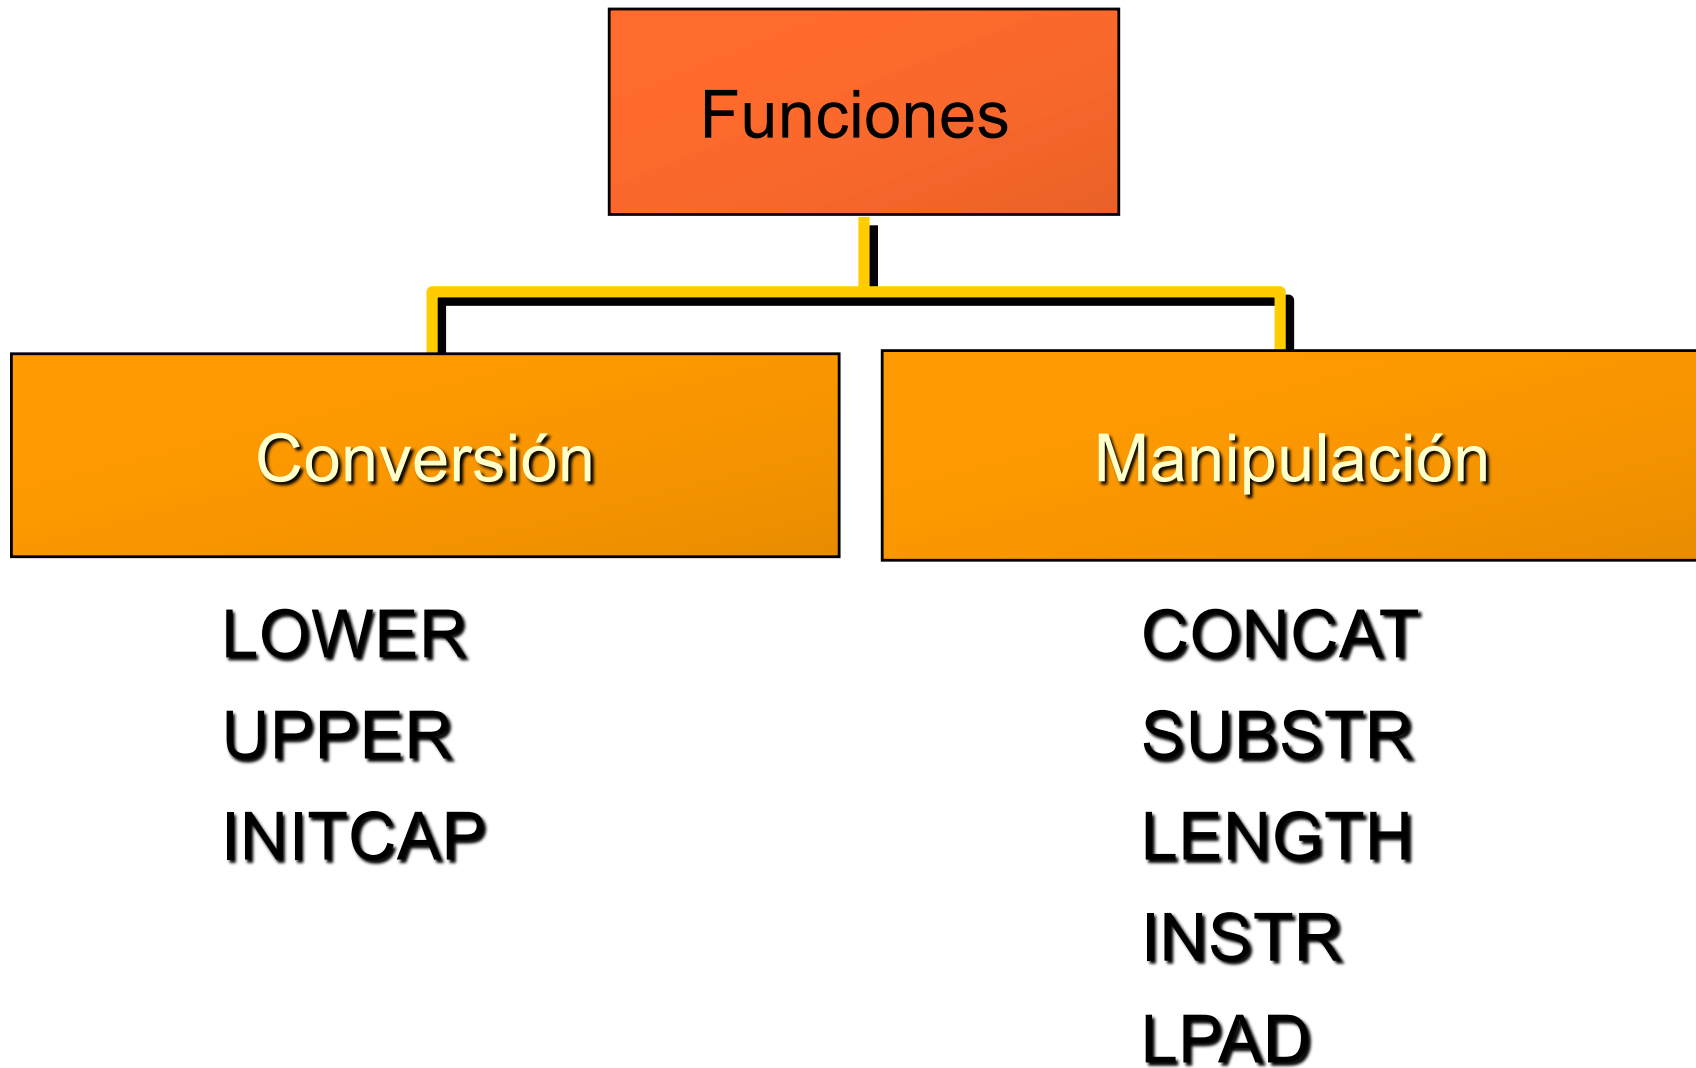 Funciones
Conversión
Manipulación
LOWER
UPPER
INITCAP
CONCAT
SUBSTR
LENGTH
INSTR
LPAD